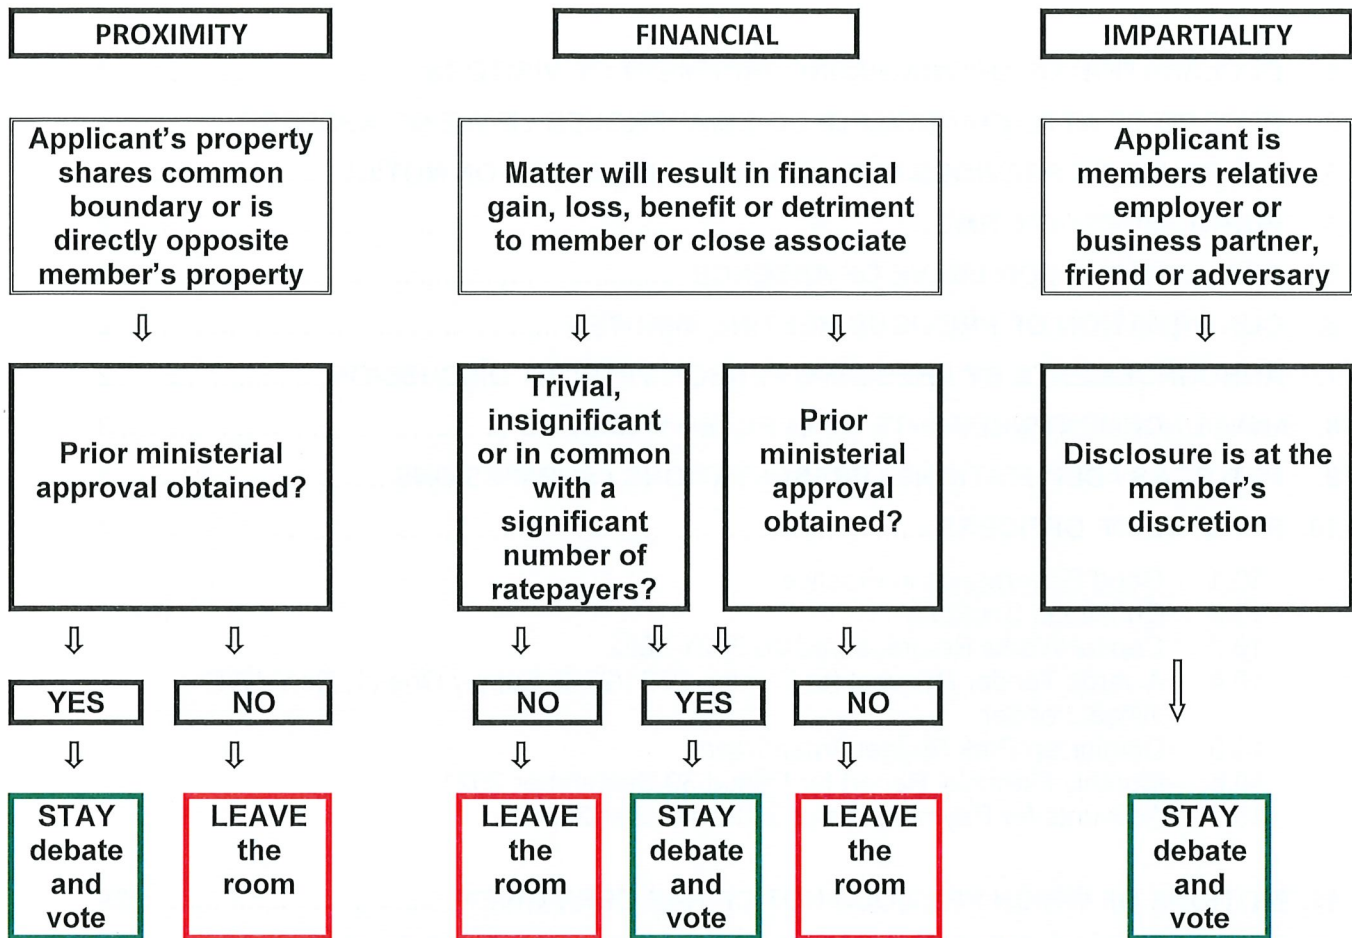 PROXIMITY
FINANCIAL
IMPARTIALITY
Applicant's property
shares common
boundary or is
directly opposite
member's property
Matter will result in financial
gain, loss, benefit or detriment
to member or close associate
Applicant is
members relative
employer or
business partner,
friend or adversary
Prior ministerial
approval obtained?
Trivial,
insignificant
or in common
with a
significant
number of
ratepayers?
Prior
ministerial
approval
obtained?
Disclosure is at the
member's
discretion
YES
NO
NO
YES
NO
STAY
debate
and
vote
LEAVE
the
room
LEAVE
the
room
STAY
debate
and
vote
LEAVE
the
room
STAY
debate
and
vote